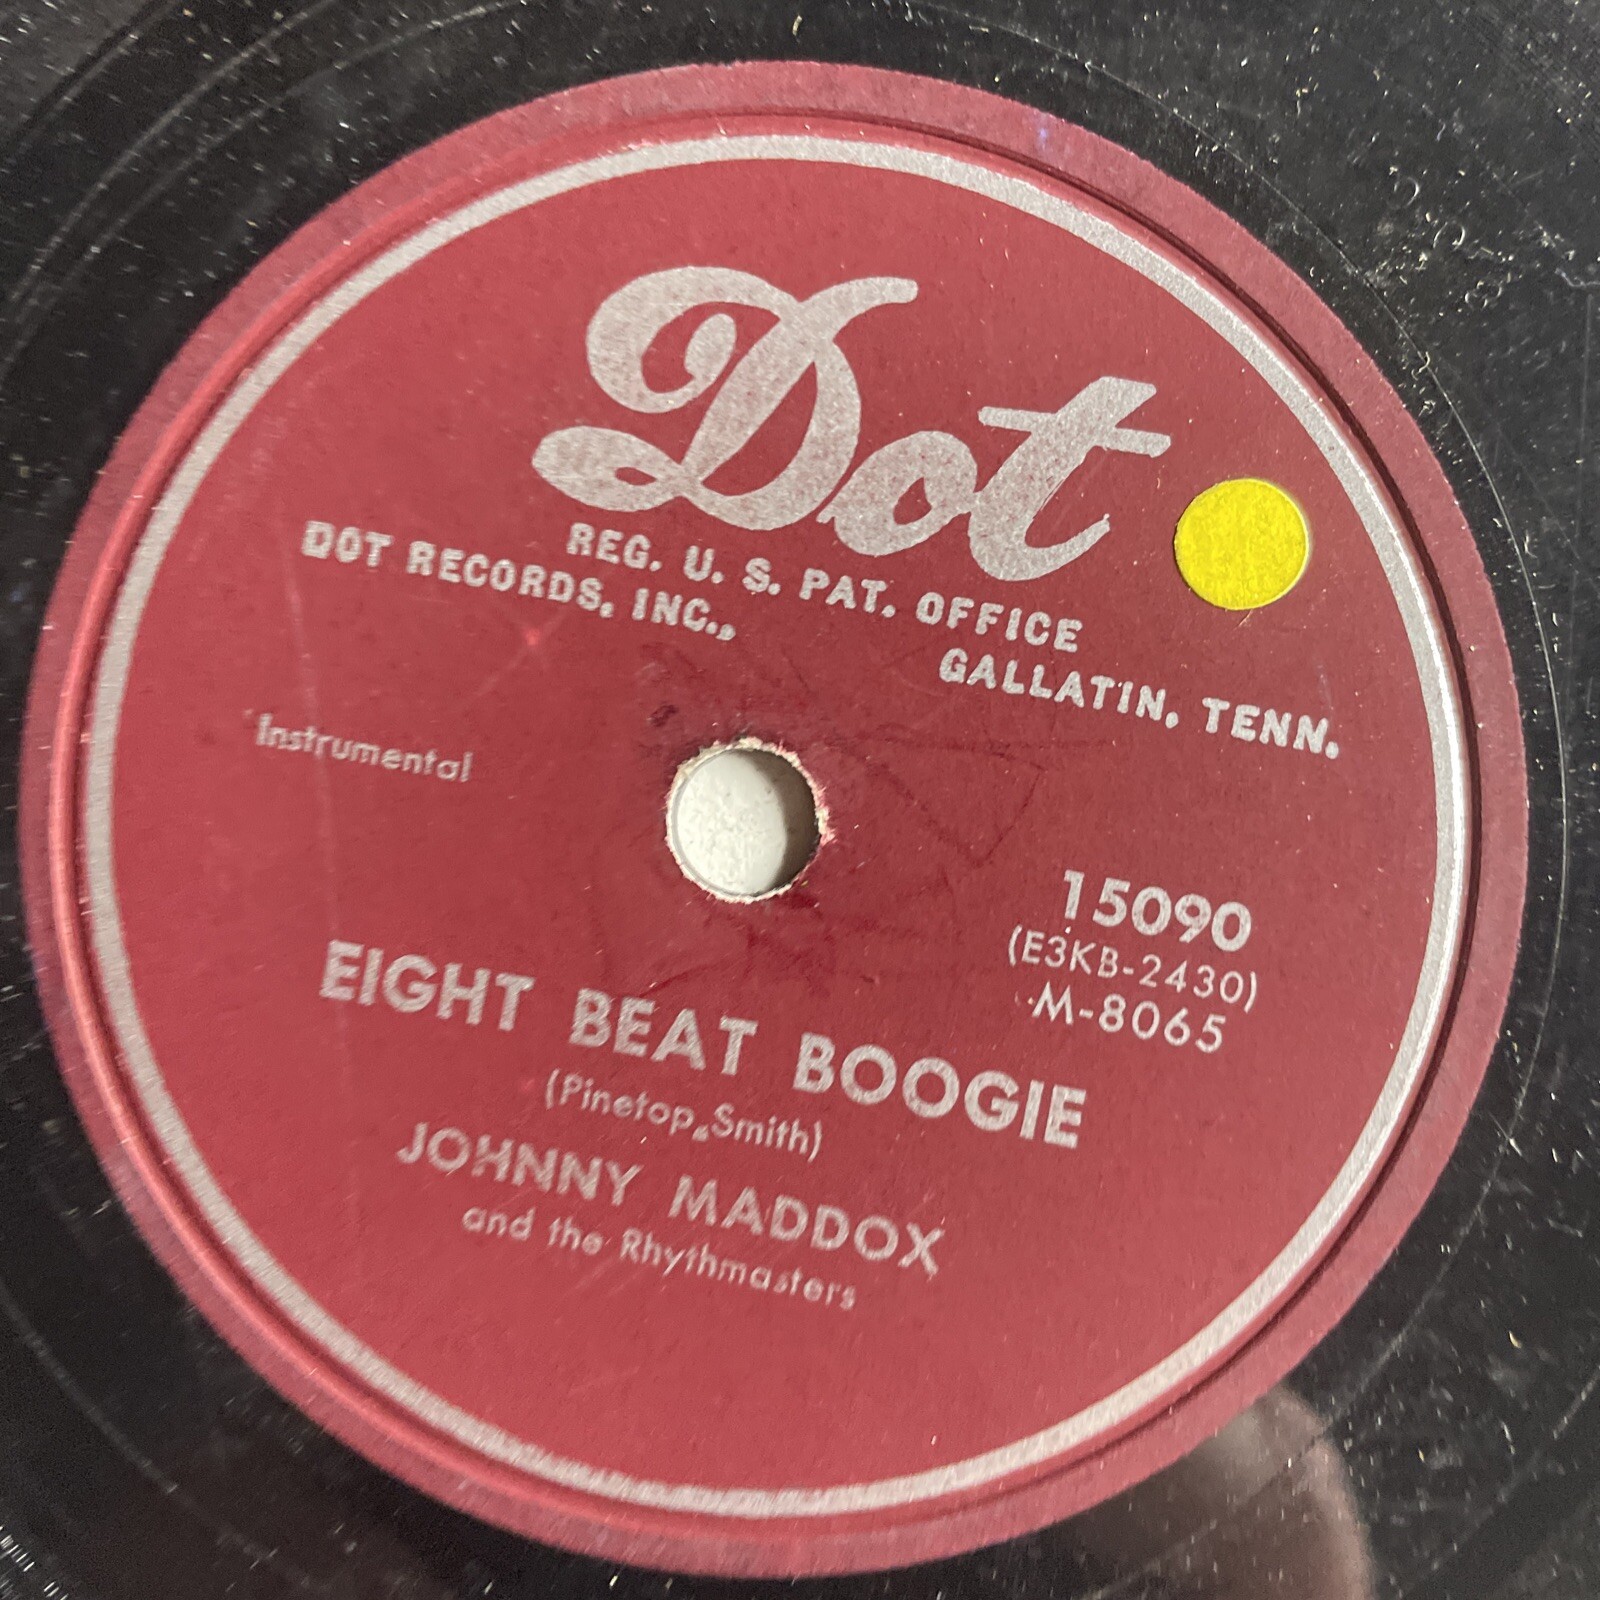 Dot
REG. U. S. PAT. OFFICE
DOT RECORDS, INC.,
GALLATIN, TENN.
Instrumental
15090
(E3KB-2430)
M-8065
EIGHT BEAT BOOGIE
(Pinetop Smith)
JOHNNY MADDOX
and the Rhythmasters